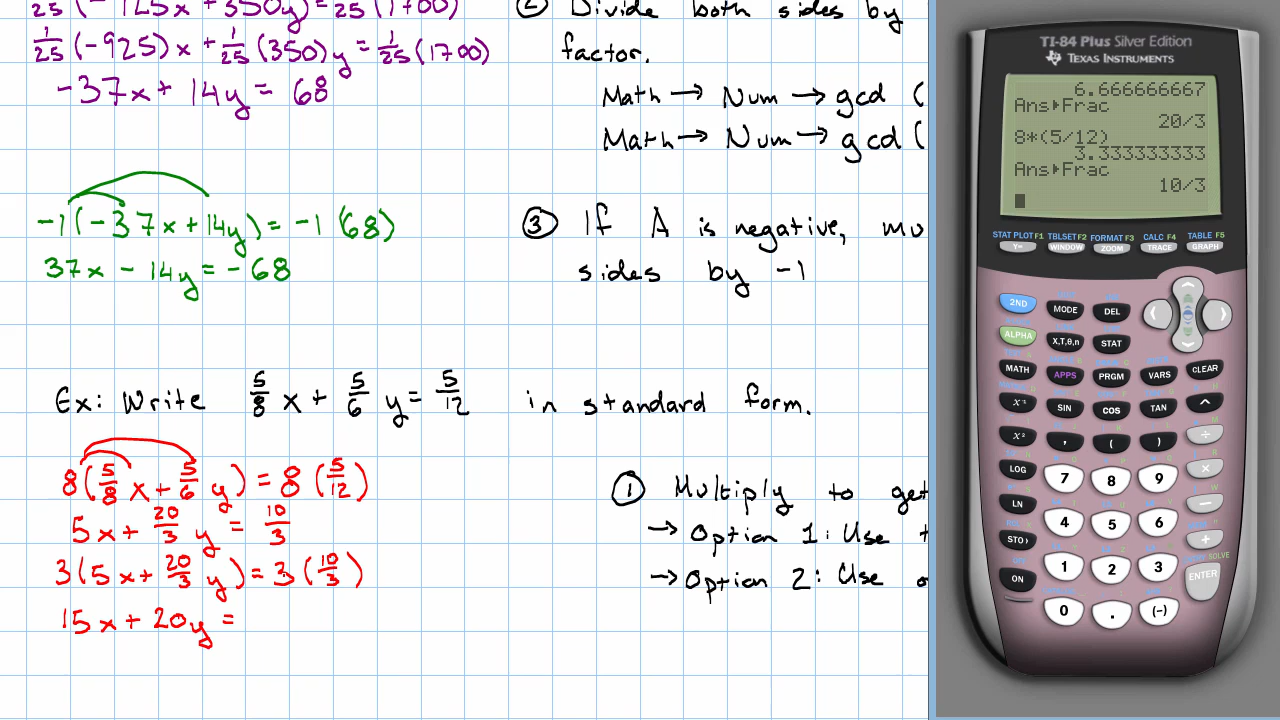 25(-925x+350y)=25(1700)
1/25(-925)x+1/25(350)y=1/25(1700)
-37x+14y=68
-1(-37x+14y)=-1(68)
37x-14y=-68
② Divide both sides by
factor.
Math→Num→gcd(
Math→Num→gcd(
③ If A is negative, mu
sides by -1
Ex: Write 5/8 x+5/6 y=5/12 in standard form.
8(5/8 x+5/6 y)=8(5/12)
5x+20/3 y=10/3
3(5x+20/3 y)=3(10/3)
15x+20y=
① Multiply to get
→ Option 1: Use t
→ Option 2: Use o
TI-84 Plus Silver Edition
TEXAS INSTRUMENTS
6.666666667
Ans▶Frac
20/3
8*(5/12)
3.333333333
Ans▶Frac
10/3
STAT PLOT F1 TBLSET F2 FORMAT F3 CALC F4 TABLE F5
Y= WINDOW ZOOM TRACE GRAPH
2ND MODE DEL
ALPHA X,T,θ,n STAT
MATH APPS PRGM VARS CLEAR
x⁻¹ SIN COS TAN ^
x² , ( ) ÷
LOG 7 8 9 ×
LN 4 5 6 −
STO› 1 2 3 +
ON 0 . (-) ENTER